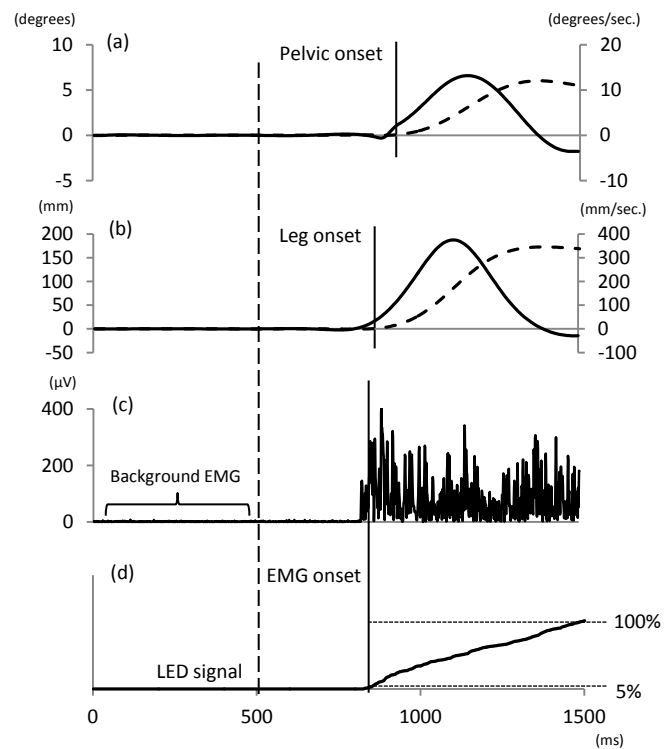 (degrees) (degrees/sec.)
(a)
Pelvic onset
10 20
5 10
0 0
-5 -10
(mm) (mm/sec.)
(b)
Leg onset
200 400
150 300
100 200
50 100
0 0
-50 -100
(µV)
(c)
400
200
Background EMG
0
(d)
EMG onset
100%
LED signal
5%
0 500 1000 1500
(ms)